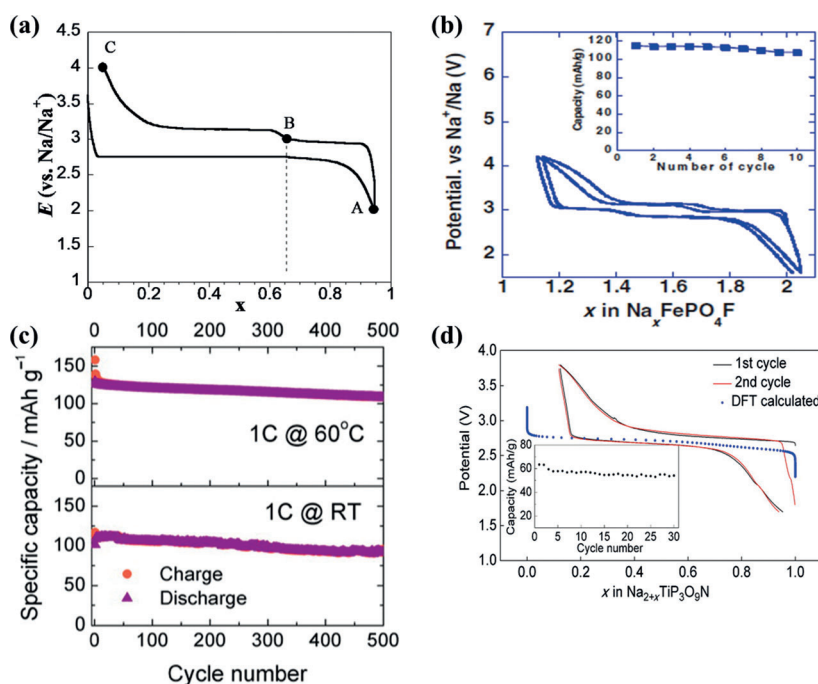 (a)
4.5
4
3.5
3
2.5
2
1.5
1
E (vs. Na/Na⁺)
C
B
A
0 0.2 0.4 0.6 0.8 1
x
(b)
7
6
5
4
3
2
Potential. vs Na⁺/Na (V)
120
100
80
60
40
20
0
Capacity (mAh/g)
0 2 4 6 8 10
Number of cycle
1 1.2 1.4 1.6 1.8 2
x in NaₓFePO₄F
(c)
0 100 200 300 400 500
150
125
100
75
1C @ 60°C
150
125
100
75
50
25
0
1C @ RT
Charge
Discharge
Specific capacity / mAh g⁻¹
0 100 200 300 400 500
Cycle number
(d)
4.0
3.5
3.0
2.5
2.0
1.5
1.0
Potential (V)
1st cycle
2nd cycle
DFT calculated
80
60
40
20
Capacity (mAh/g)
0 5 10 15 20 25 30
Cycle number
0.0 0.2 0.4 0.6 0.8 1.0
x in Na₂₊ₓTiP₃O₉N